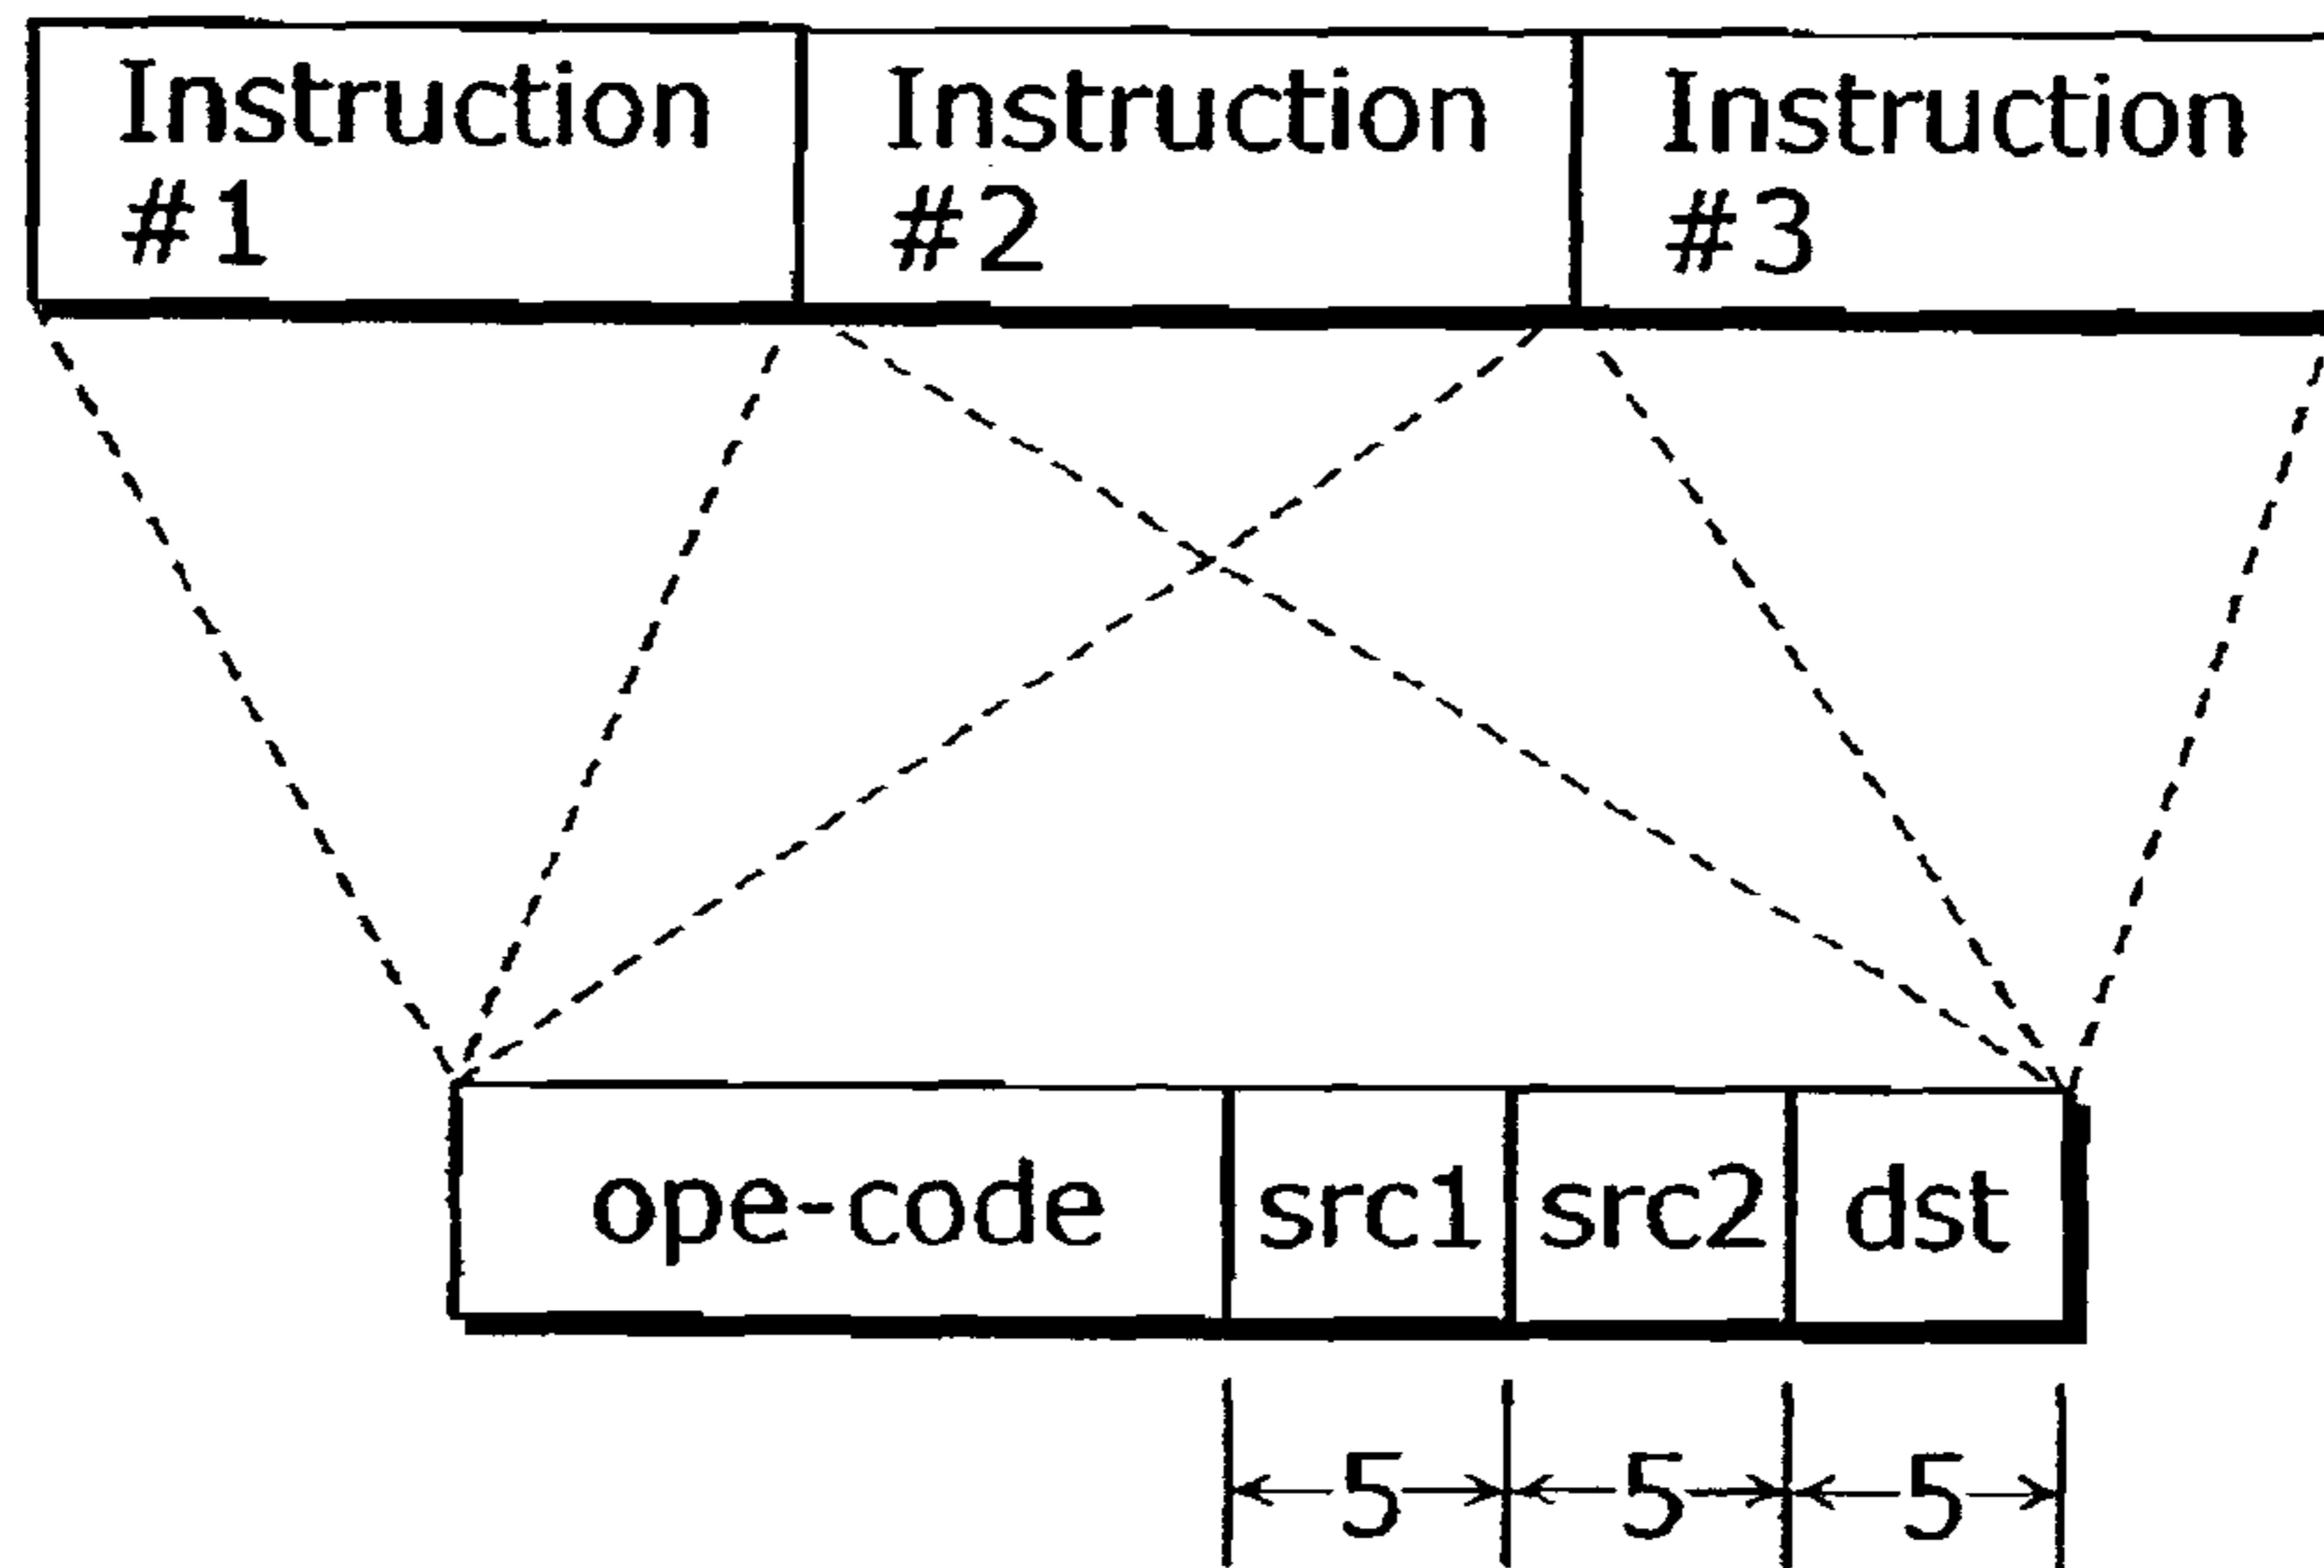 Instruction #1
Instruction #2
Instruction #3
ope-code src1 src2 dst
5 5 5